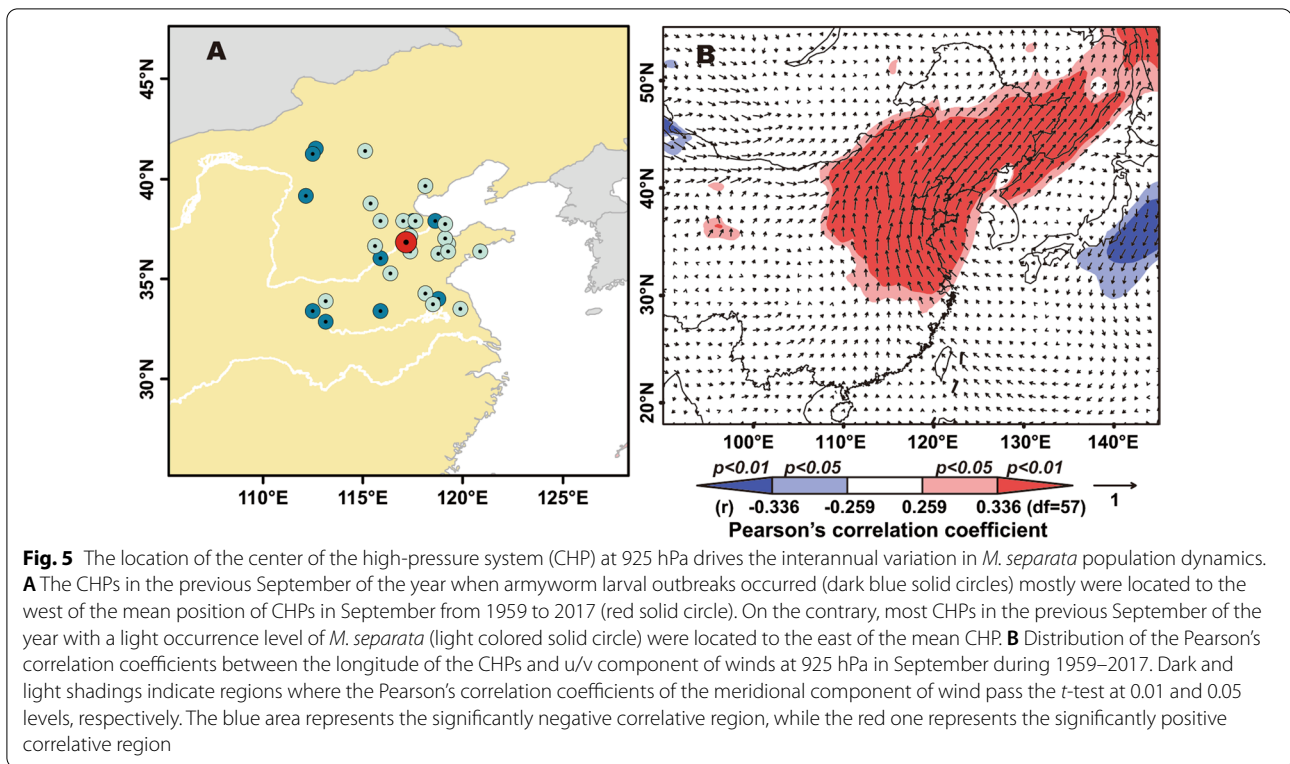 A
45°N
40°N
35°N
30°N
110°E
115°E
120°E
125°E
B
50°N
40°N
30°N
20°N
100°E
110°E
120°E
130°E
140°E
p<0.01 p<0.05 p<0.05 p<0.01
(r) -0.336 -0.259 0.259 0.336 (df=57) 1
Pearson's correlation coefficient
Fig. 5 The location of the center of the high-pressure system (CHP) at 925 hPa drives the interannual variation in M. separata population dynamics.
A The CHPs in the previous September of the year when armyworm larval outbreaks occurred (dark blue solid circles) mostly were located to the
west of the mean position of CHPs in September from 1959 to 2017 (red solid circle). On the contrary, most CHPs in the previous September of the
year with a light occurrence level of M. separata (light colored solid circle) were located to the east of the mean CHP. B Distribution of the Pearson's
correlation coefficients between the longitude of the CHPs and u/v component of winds at 925 hPa in September during 1959–2017. Dark and
light shadings indicate regions where the Pearson's correlation coefficients of the meridional component of wind pass the t-test at 0.01 and 0.05
levels, respectively. The blue area represents the significantly negative correlative region, while the red one represents the significantly positive
correlative region